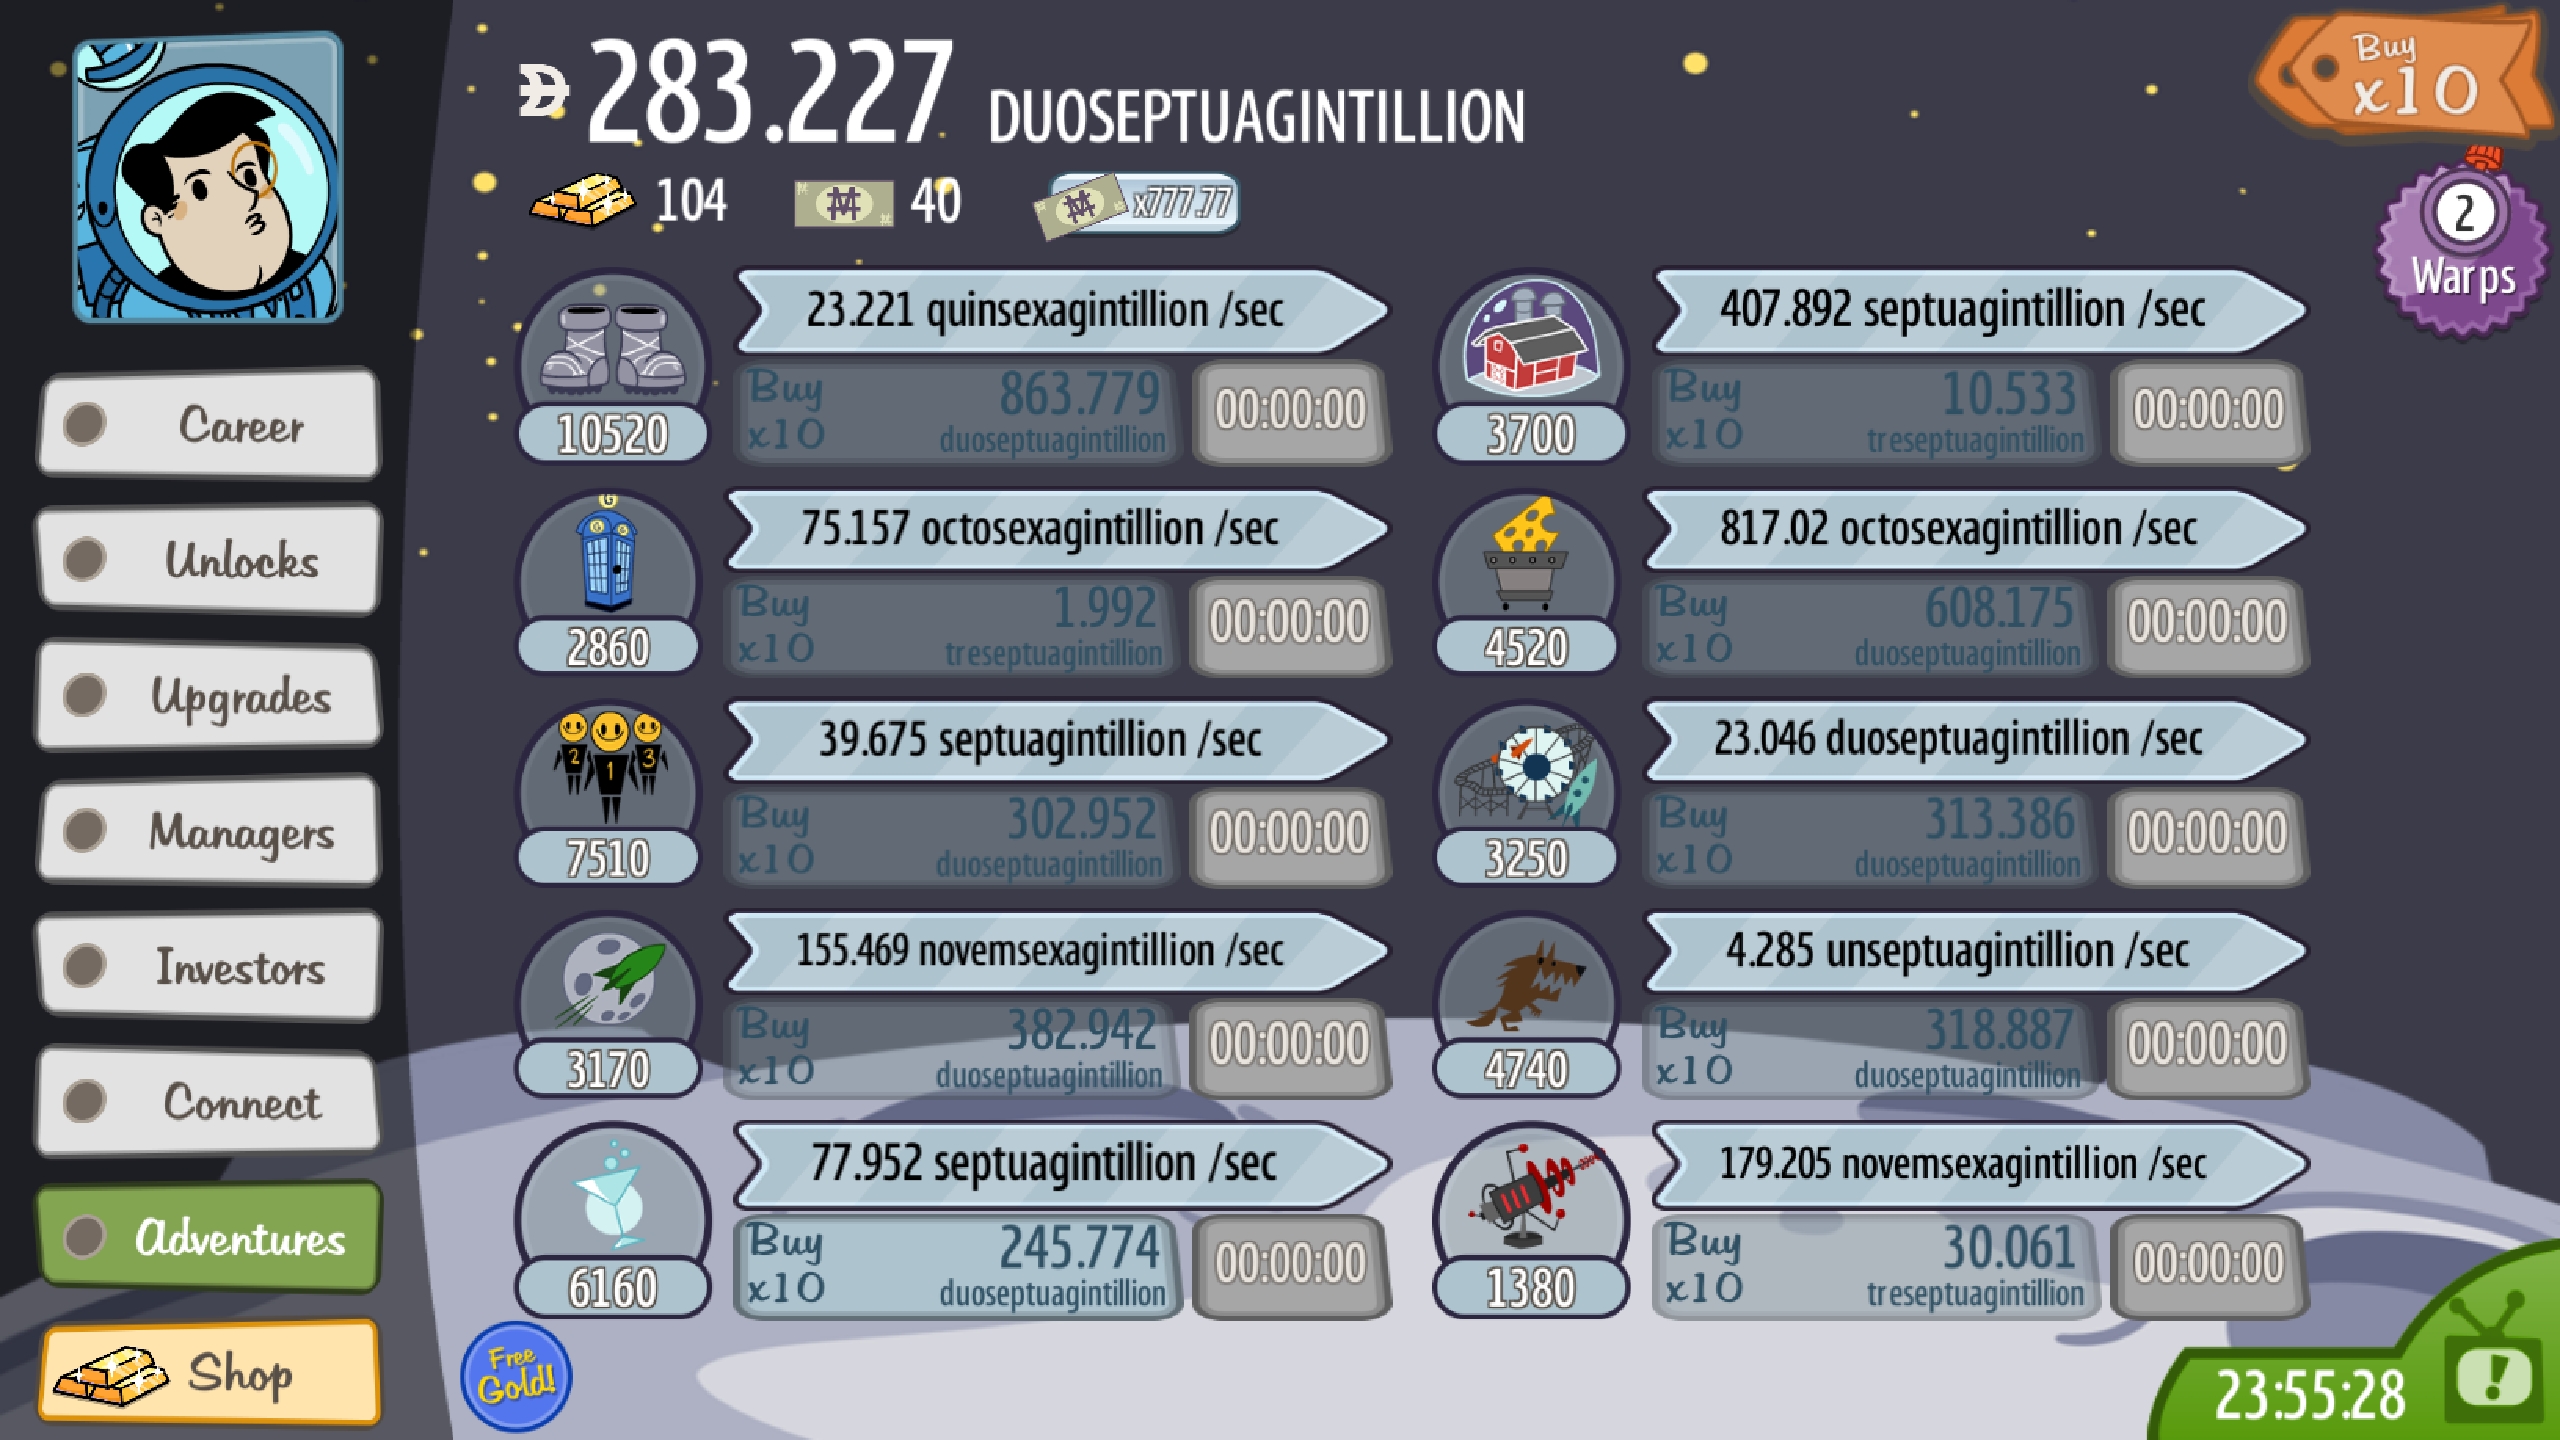 283.227 DUOSEPTUAGINTILLION
104 40 x777.77
Buy
x10
2
Warps
Career
Unlocks
Upgrades
Managers
Investors
Connect
Adventures
Shop
23.221 quinsexagintillion /sec
10520
Buy 863.779
x10 duoseptuagintillion
00:00:00
407.892 septuagintillion /sec
3700
Buy 10.533
x10 treseptuagintillion
00:00:00
G
G G
75.157 octosexagintillion /sec
2860
Buy 1.992
x10 treseptuagintillion
00:00:00
817.02 octosexagintillion /sec
4520
Buy 608.175
x10 duoseptuagintillion
00:00:00
2 1 3
39.675 septuagintillion /sec
7510
Buy 302.952
x10 duoseptuagintillion
00:00:00
23.046 duoseptuagintillion /sec
3250
Buy 313.386
x10 duoseptuagintillion
00:00:00
155.469 novemsexagintillion /sec
3170
Buy 382.942
x10 duoseptuagintillion
00:00:00
4.285 unseptuagintillion /sec
4740
Buy 318.887
x10 duoseptuagintillion
00:00:00
77.952 septuagintillion /sec
6160
Buy 245.774
x10 duoseptuagintillion
00:00:00
179.205 novemsexagintillion /sec
1380
Buy 30.061
x10 treseptuagintillion
00:00:00
Free
Gold!
23:55:28
!